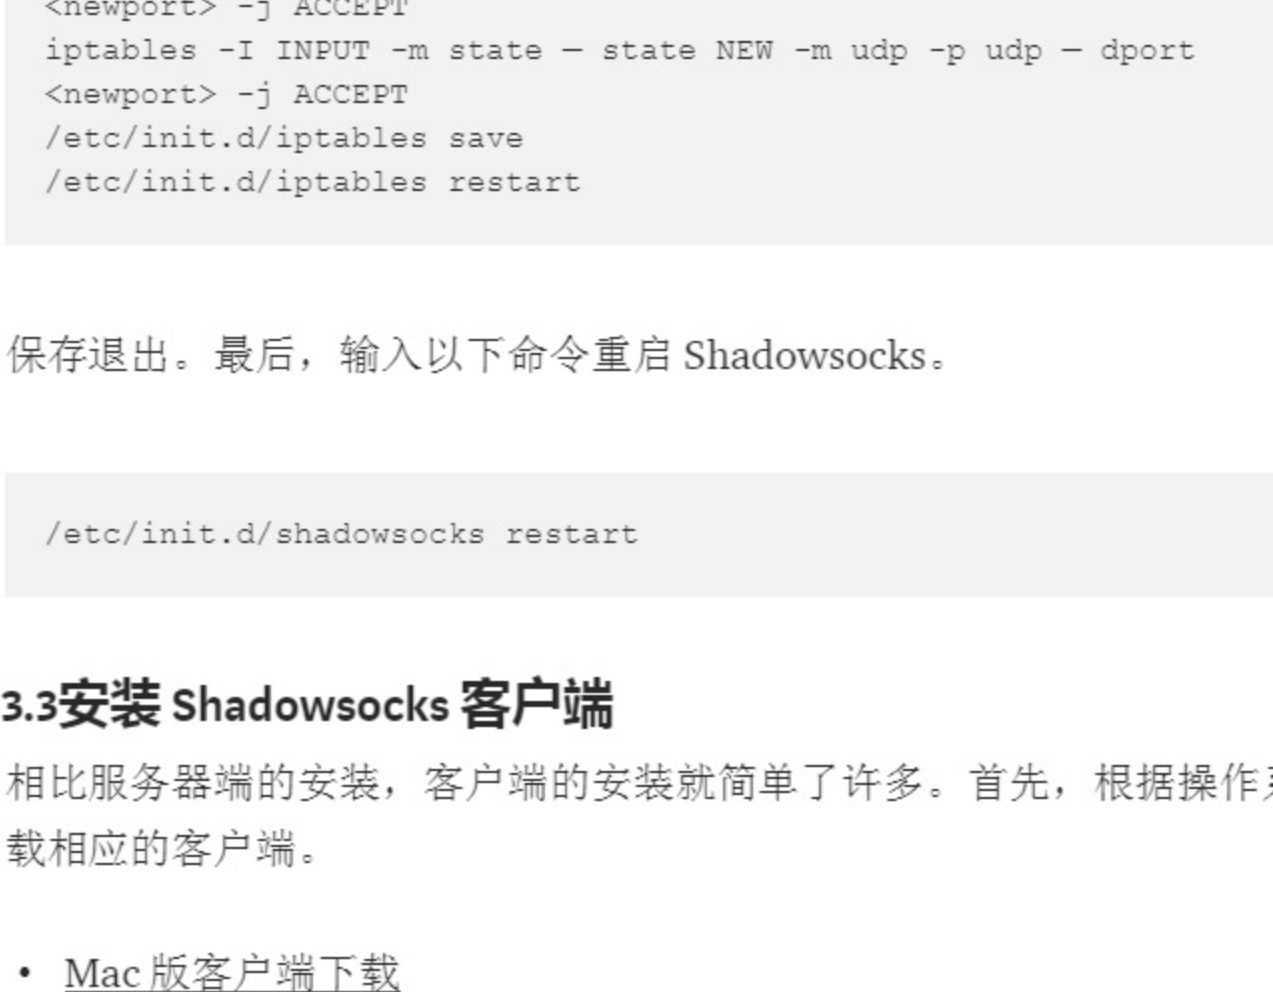 <newport> -j ACCEPT
iptables -I INPUT -m state — state NEW -m udp -p udp — dport
<newport> -j ACCEPT
/etc/init.d/iptables save
/etc/init.d/iptables restart
保存退出。最后，输入以下命令重启 Shadowsocks。
/etc/init.d/shadowsocks restart
3.3安装 Shadowsocks 客户端
相比服务器端的安装，客户端的安装就简单了许多。首先，根据操作
载相应的客户端。
• Mac 版客户端下载